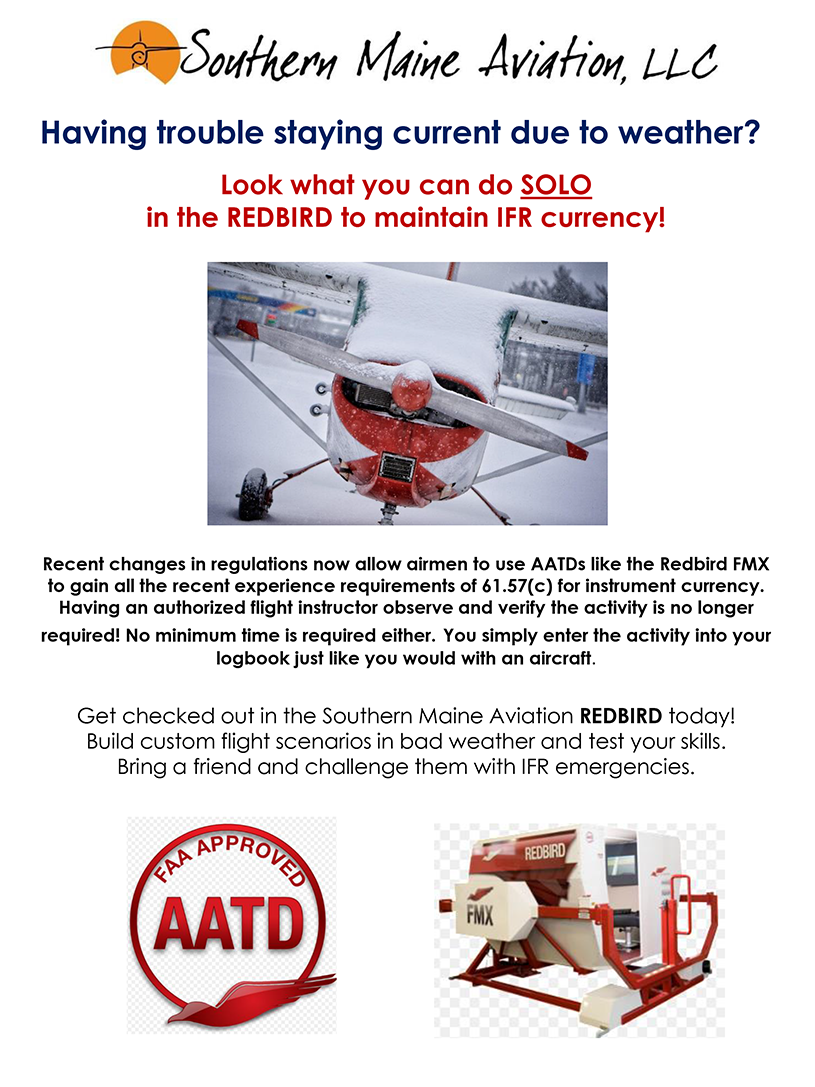 Southern Maine Aviation, LLC
Having trouble staying current due to weather?
Look what you can do SOLO
in the REDBIRD to maintain IFR currency!
Recent changes in regulations now allow airmen to use AATDs like the Redbird FMX
to gain all the recent experience requirements of 61.57(c) for instrument currency.
Having an authorized flight instructor observe and verify the activity is no longer
required! No minimum time is required either. You simply enter the activity into your
logbook just like you would with an aircraft.
Get checked out in the Southern Maine Aviation REDBIRD today!
Build custom flight scenarios in bad weather and test your skills.
Bring a friend and challenge them with IFR emergencies.
FAA APPROVED
AATD
REDBIRD
FMX